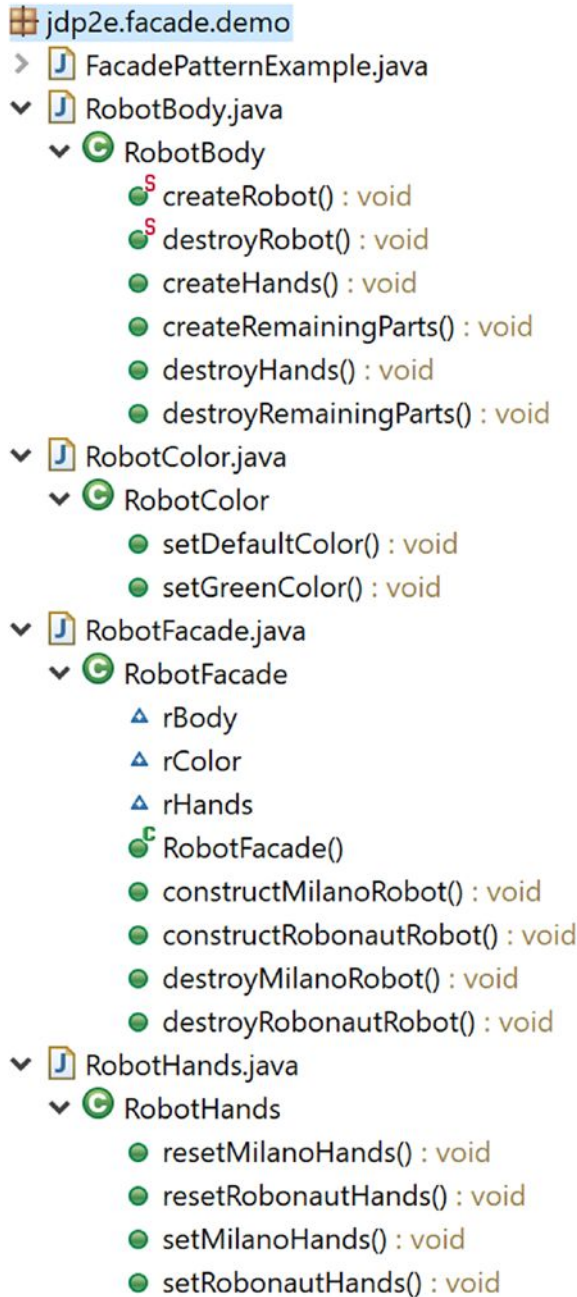 jdp2e.facade.demo
FacadePatternExample.java
RobotBody.java
RobotBody
createRobot() : void
destroyRobot() : void
createHands() : void
createRemainingParts() : void
destroyHands() : void
destroyRemainingParts() : void
RobotColor.java
RobotColor
setDefaultColor() : void
setGreenColor() : void
RobotFacade.java
RobotFacade
rBody
rColor
rHands
RobotFacade()
constructMilanoRobot() : void
constructRobonautRobot() : void
destroyMilanoRobot() : void
destroyRobonautRobot() : void
RobotHands.java
RobotHands
resetMilanoHands() : void
resetRobonautHands() : void
setMilanoHands() : void
setRobonautHands() : void